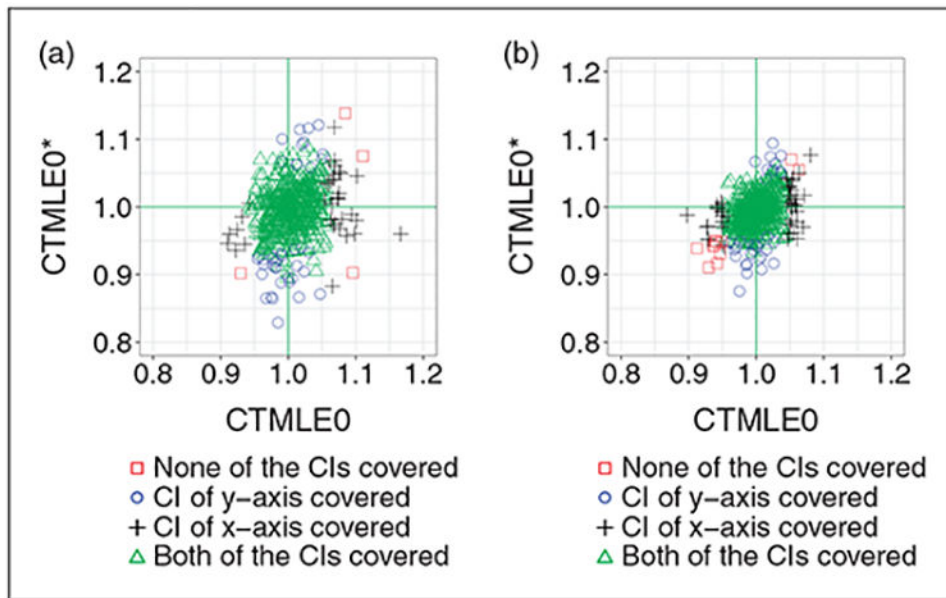 (a)
1.2
1.1
1.0
0.9
0.8
CTMLE0*
0.8 0.9 1.0 1.1 1.2
CTMLE0
None of the CIs covered
CI of y-axis covered
CI of x-axis covered
Both of the CIs covered
(b)
1.2
1.1
1.0
0.9
0.8
CTMLE0*
0.8 0.9 1.0 1.1 1.2
CTMLE0
None of the CIs covered
CI of y-axis covered
CI of x-axis covered
Both of the CIs covered